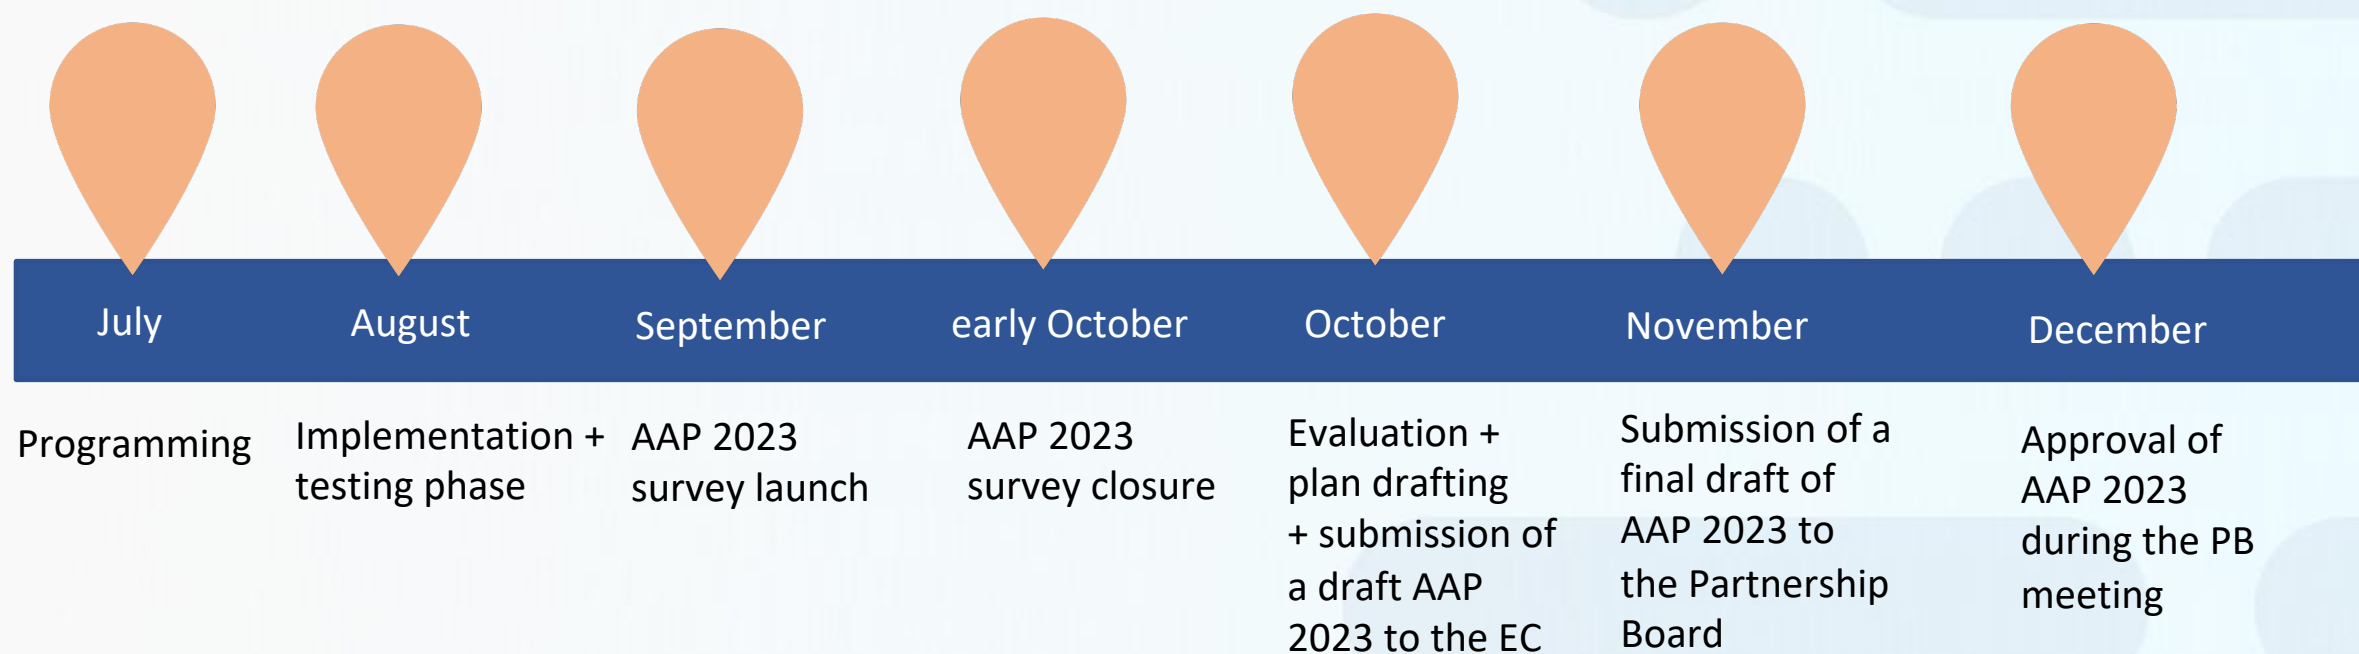 July
August
September
early October
October
November
December
Programming
Implementation +
testing phase
AAP 2023
survey launch
AAP 2023
survey closure
Evaluation +
plan drafting
+ submission of
a draft AAP
2023 to the EC
Submission of a
final draft of
AAP 2023 to
the Partnership
Board
Approval of
AAP 2023
during the PB
meeting